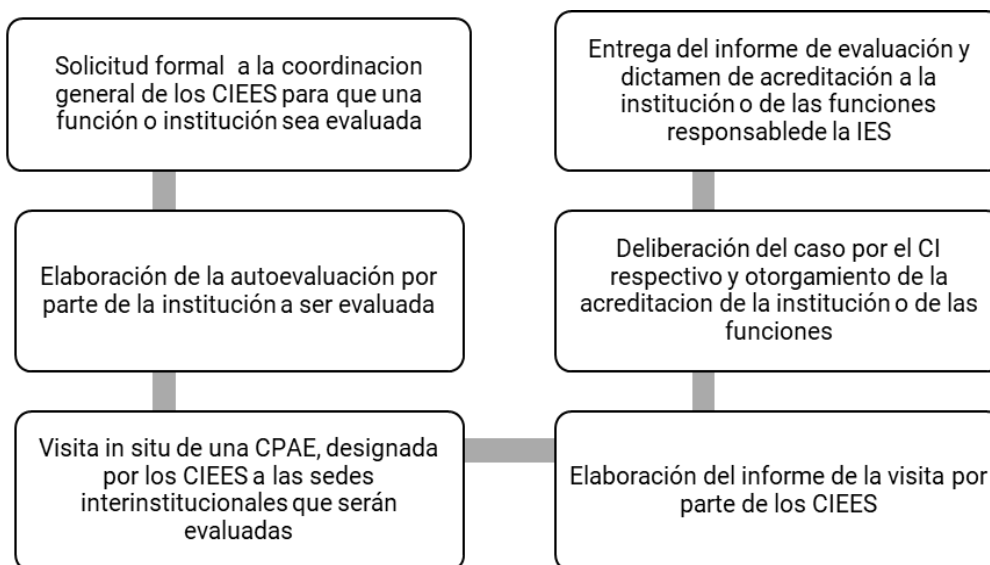 Solicitud formal a la coordinacion
general de los CIEES para que una
función o institución sea evaluada
Elaboración de la autoevaluación por
parte de la institución a ser evaluada
Visita in situ de una CPAE, designada
por los CIEES a las sedes
interinstitucionales que serán
evaluadas
Elaboración del informe de la visita por
parte de los CIEES
Deliberación del caso por el CI
respectivo y otorgamiento de la
acreditacion de la institución o de las
funciones
Entrega del informe de evaluación y
dictamen de acreditación a la
institución o de las funciones
responsablede la IES